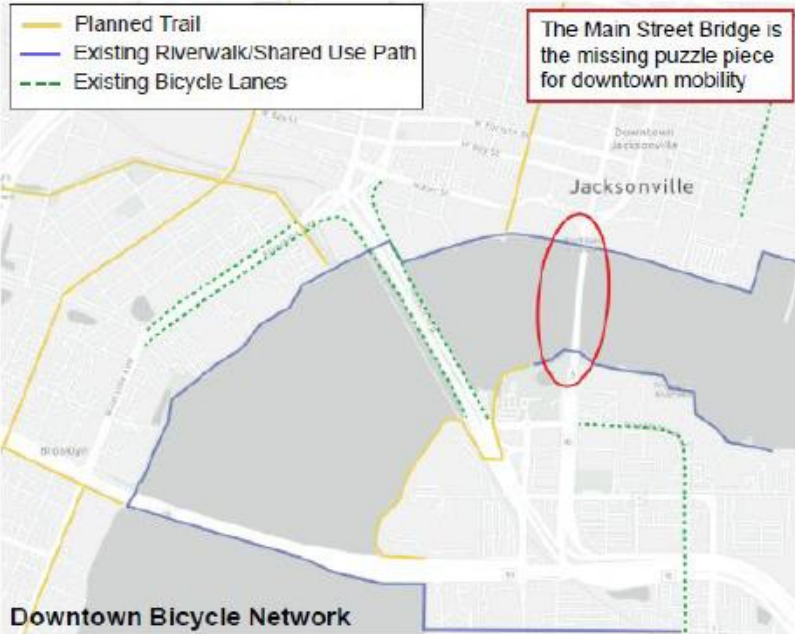 Planned Trail
Existing Riverwalk/Shared Use Path
Existing Bicycle Lanes
The Main Street Bridge is
the missing puzzle piece
for downtown mobility
Downtown
Jacksonville
Jacksonville
Brooklyn
Downtown Bicycle Network